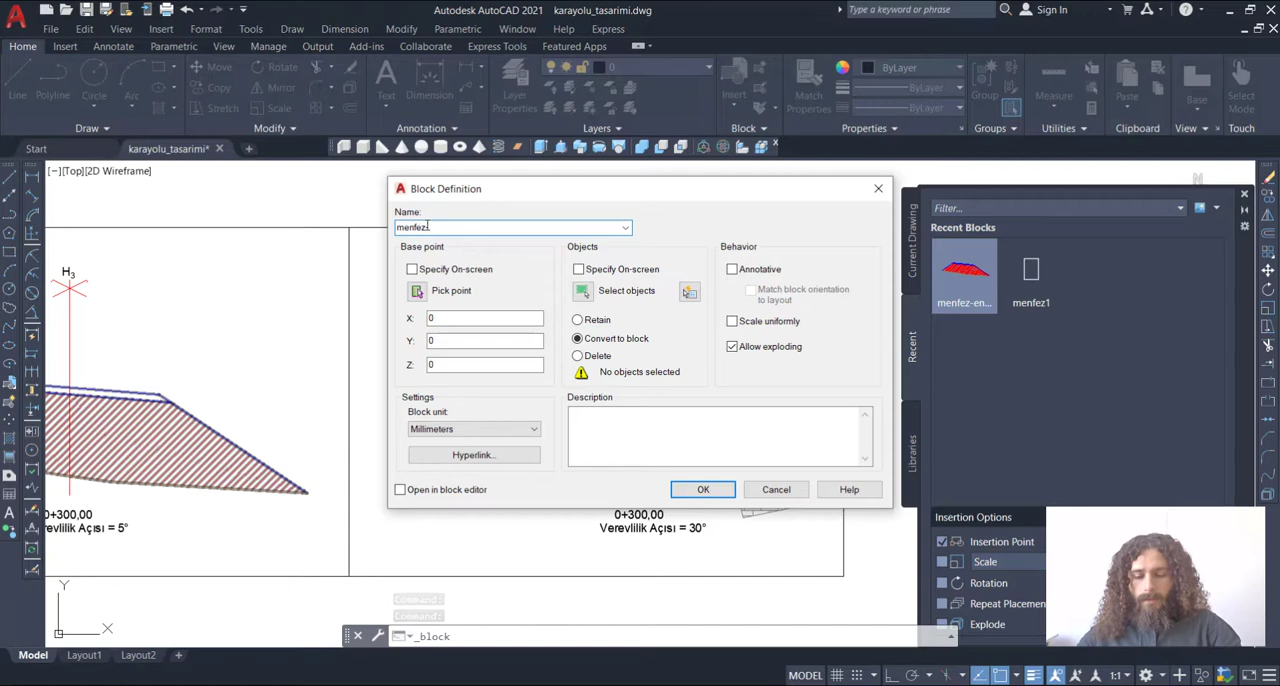 Autodesk AutoCAD 2021 karayolu_tasarimi.dwg
Type a keyword or phrase
Sign In
File Edit View Insert Format Tools Draw Dimension Modify Parametric Window Help Express
Home Insert Annotate Parametric View Manage Output Add-ins Collaborate Express Tools Featured Apps
Line Polyline Circle Arc
Move Rotate
Copy Mirror
Stretch Scale
Text Dimension
Layer Properties
0
Insert
Match Properties
ByLayer
ByLayer
ByLayer
Group
Measure
Paste
Base
Select Mode
Draw Modify Annotation Layers Block Properties Groups Utilities Clipboard View Touch
Start karayolu_tasarimi*
[−][Top][2D Wireframe]
N
H3
0+300,00
Verevlilik Açısı = 5°
0+300,00
Verevlilik Açısı = 30°
Y
X
Block Definition
Name:
menfez
Base point
Specify On-screen
Pick point
X: 0
Y: 0
Z: 0
Objects
Specify On-screen
Select objects
Retain
Convert to block
Delete
No objects selected
Behavior
Annotative
Match block orientation
to layout
Scale uniformly
Allow exploding
Settings
Block unit:
Millimeters
Hyperlink...
Description
Open in block editor
OK Cancel Help
Current Drawing
Recent
Libraries
Filter...
Recent Blocks
menfez-en... menfez1
Insertion Options
Insertion Point
Scale
Rotation
Repeat Placemen
Explode
Command:
Command:
_block
Model Layout1 Layout2
MODEL
1:1